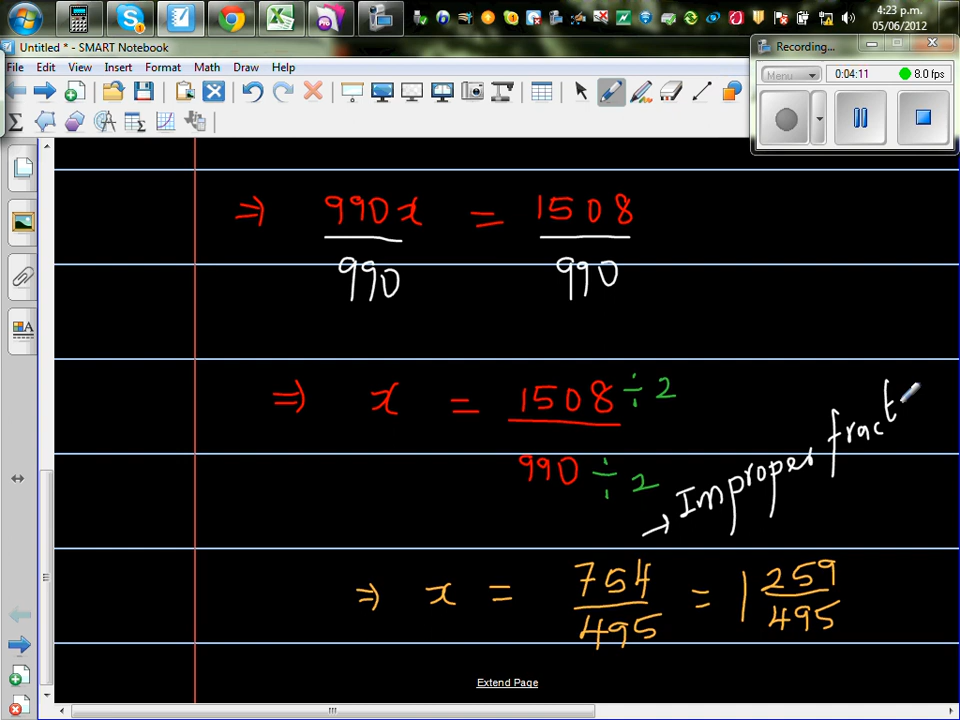 4:23 p.m.
05/06/2012
Untitled * - SMART Notebook
Recording...
File Edit View Insert Format Math Draw Help
Menu 0:04:11 8.0 fps
⇒ 990x = 1508
990 990
⇒ x = 1508 ÷ 2
990 ÷ 2
→ Improper fract
⇒ x = 754 = 1 259
495 495
Extend Page